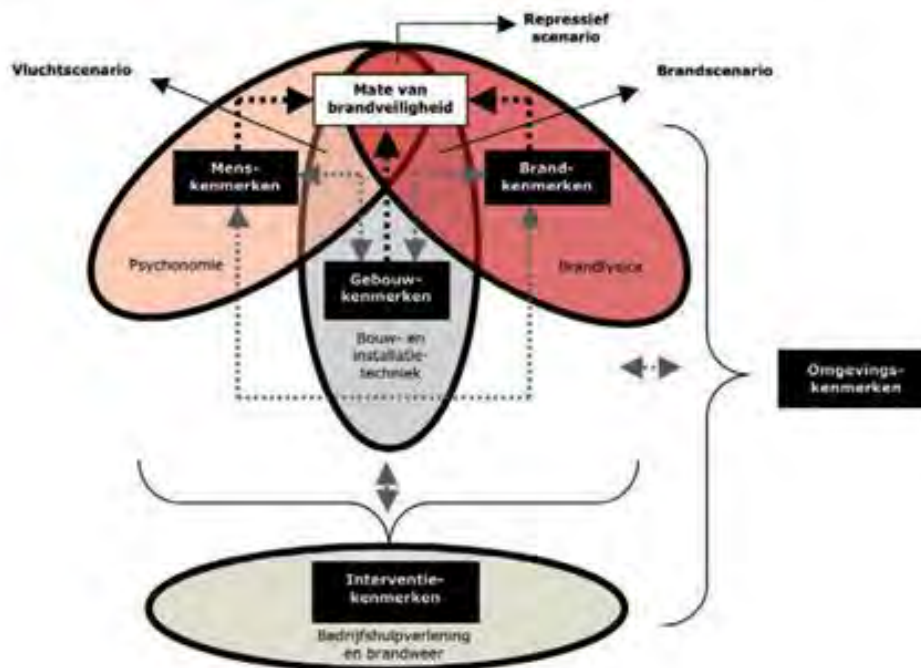 Repressief
scenario
Vluchtscenario
Brandscenario
Mate van
brandveiligheid
Mens-
kenmerken
Brand-
kenmerken
Psychonomie
Brandfysica
Gebouw-
kenmerken
Bouw- en
installatie-
techniek
Omgevings-
kenmerken
Interventie-
kenmerken
Bedrijfshulpverlening
en brandweer